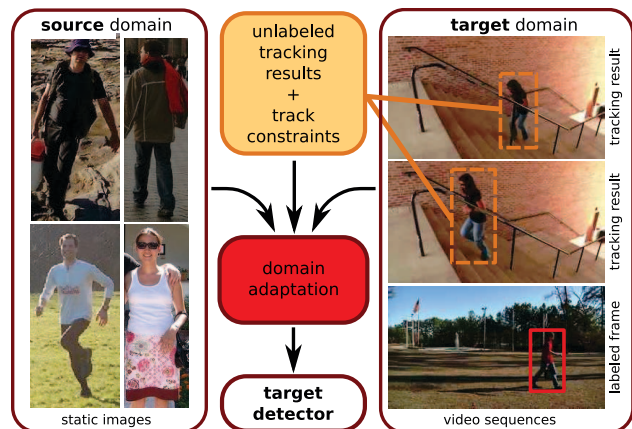 source domain
static images
unlabeled
tracking
results
+
track
constraints
domain
adaptation
target
detector
target domain
tracking result
tracking result
labeled frame
video sequences